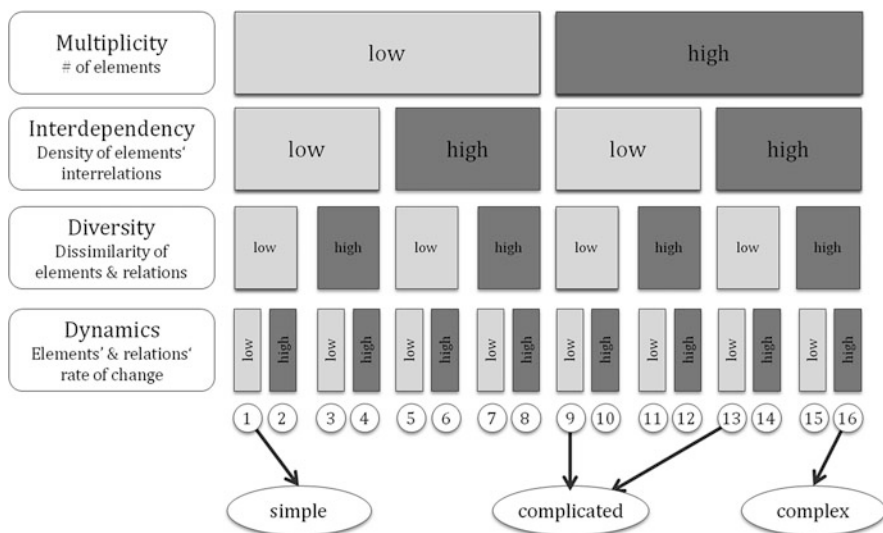 Multiplicity
# of elements
low
high
Interdependency
Density of elements‘
interrelations
low
high
low
high
Diversity
Dissimilarity of
elements & relations
low
high
low
high
low
high
low
high
Dynamics
Elements’ & relations‘
rate of change
low
high
low
high
low
high
low
high
low
high
low
high
low
high
low
high
1
2
3
4
5
6
7
8
9
10
11
12
13
14
15
16
simple
complicated
complex